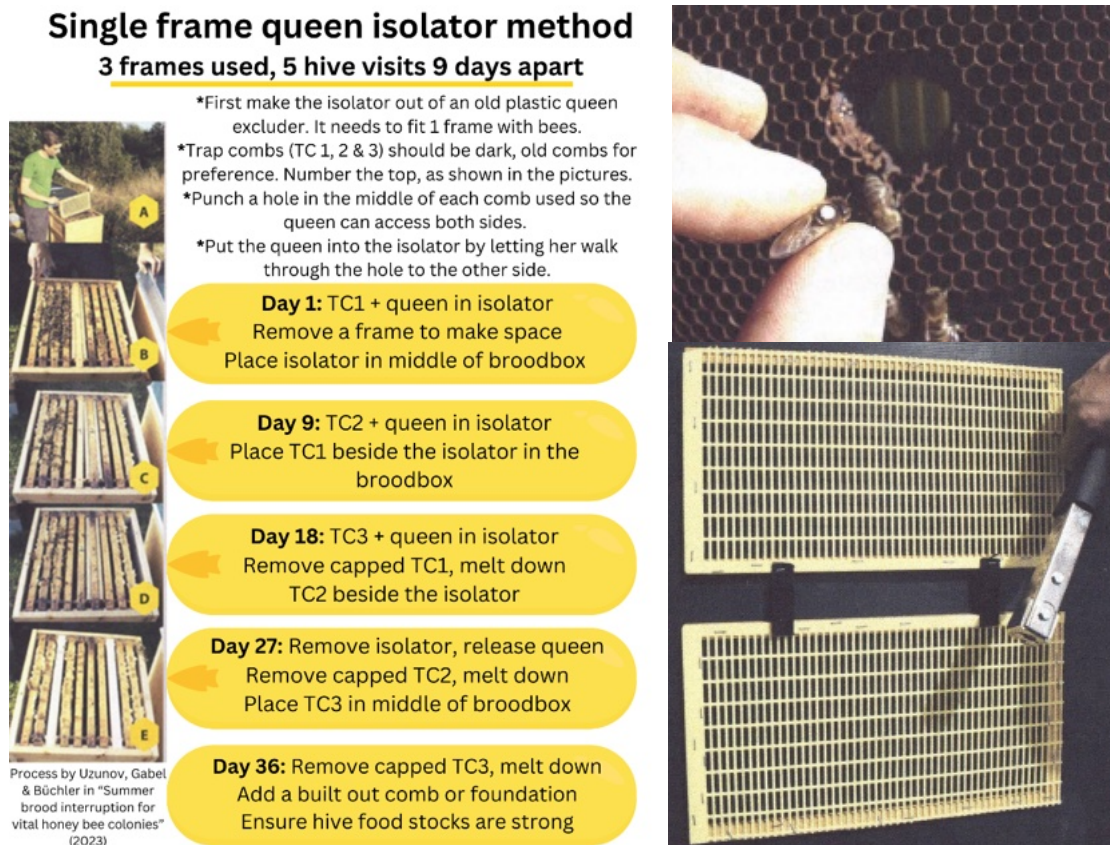 Single frame queen isolator method
3 frames used, 5 hive visits 9 days apart
*First make the isolator out of an old plastic queen
excluder. It needs to fit 1 frame with bees.
*Trap combs (TC 1, 2 & 3) should be dark, old combs for
preference. Number the top, as shown in the pictures.
*Punch a hole in the middle of each comb used so the
queen can access both sides.
*Put the queen into the isolator by letting her walk
through the hole to the other side.
A
Day 1: TC1 + queen in isolator
Remove a frame to make space
Place isolator in middle of broodbox
B
Day 9: TC2 + queen in isolator
Place TC1 beside the isolator in the
broodbox
C
Day 18: TC3 + queen in isolator
Remove capped TC1, melt down
TC2 beside the isolator
D
Day 27: Remove isolator, release queen
Remove capped TC2, melt down
Place TC3 in middle of broodbox
E
Day 36: Remove capped TC3, melt down
Add a built out comb or foundation
Ensure hive food stocks are strong
Process by Uzunov, Gabel
& Büchler in “Summer
brood interruption for
vital honey bee colonies”
(2023)